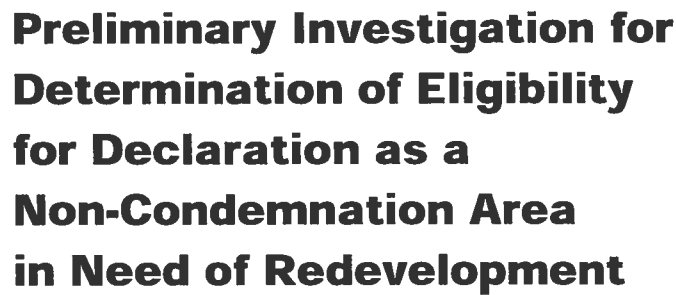 Preliminary Investigation for
Determination of Eligibility
for Declaration as a
Non-Condemnation Area
in Need of Redevelopment